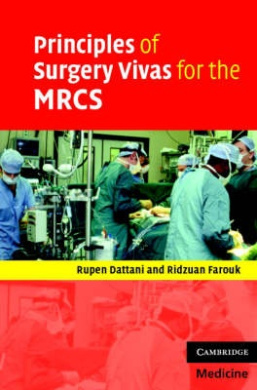 Principles of
Surgery Vivas for the
MRCS
Rupen Dattani and Ridzuan Farouk
CAMBRIDGE
Medicine